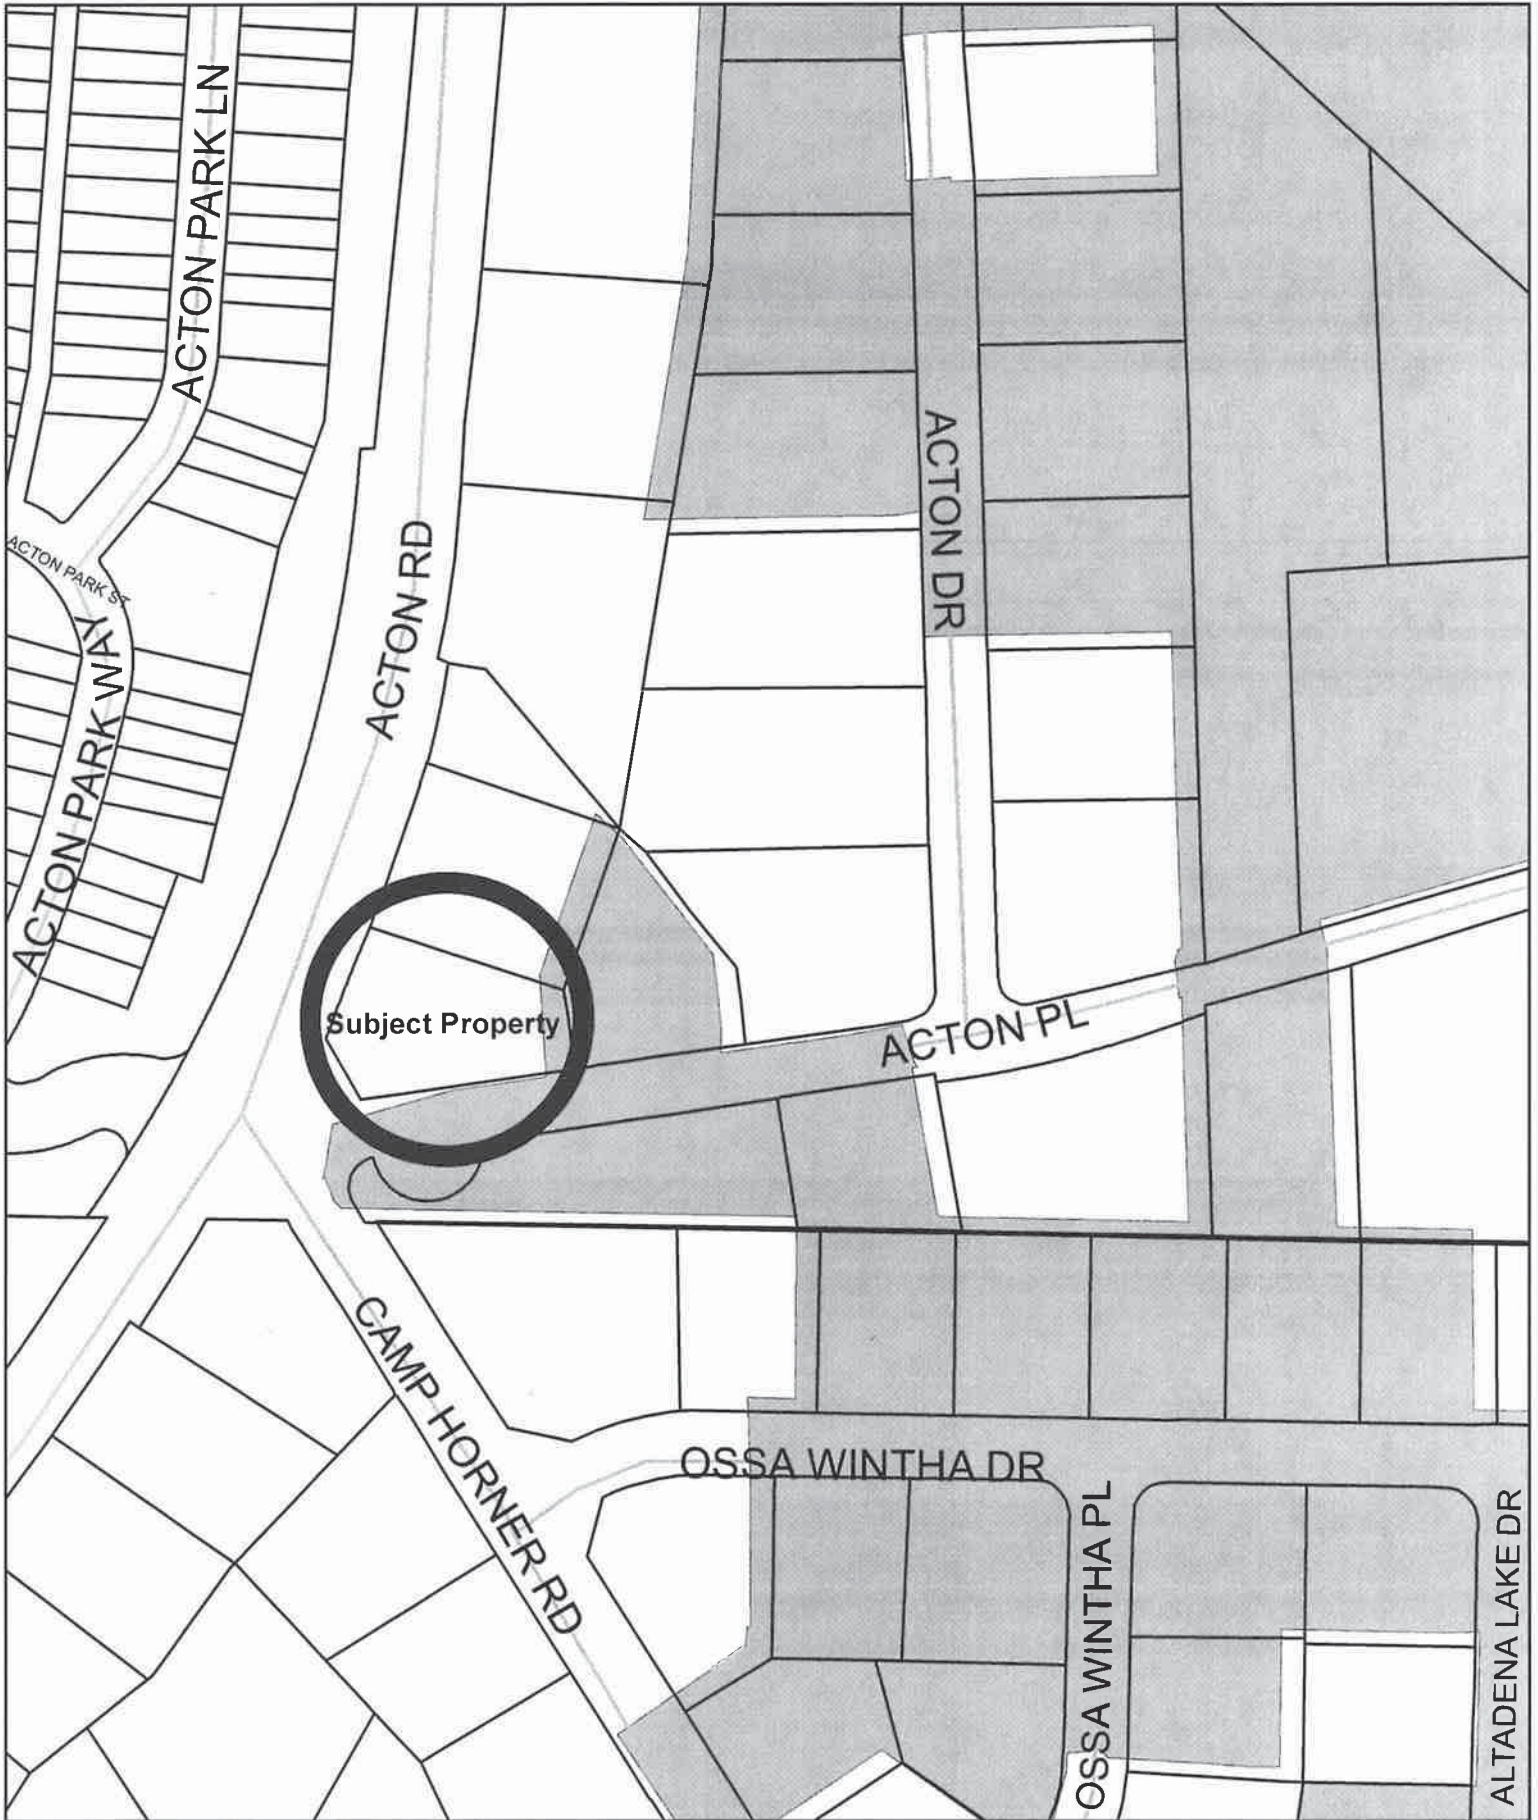 ACTON PARK LN
ACTON DR
ACTON RD
ACTON PARK ST
ACTON PARK WAY
Subject Property
ACTON PL
CAMP HORNER RD
OSSA WINTHA DR
OSSA WINTHA PL
ALTADENA LAKE DR